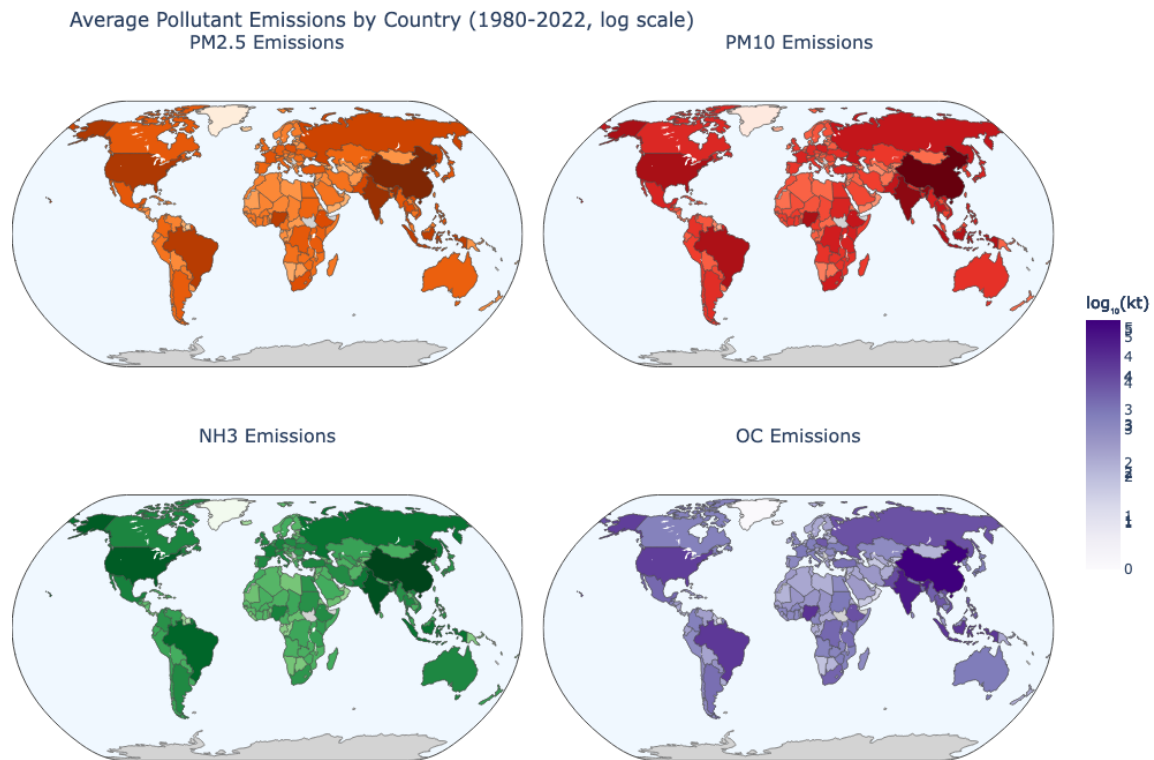 Average Pollutant Emissions by Country (1980-2022, log scale)
PM2.5 Emissions
PM10 Emissions
log₁₀(kt)
5
5
4
4
4
3
3
2
2
1
1
0
NH3 Emissions
OC Emissions